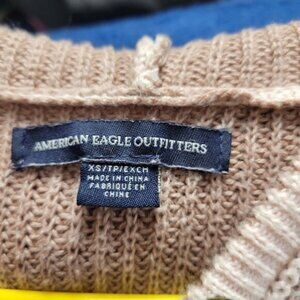 AMERICAN EAGLE OUTFITTERS
XS/TP/EXCH
MADE IN CHINA
FABRIQUÉ EN
CHINE